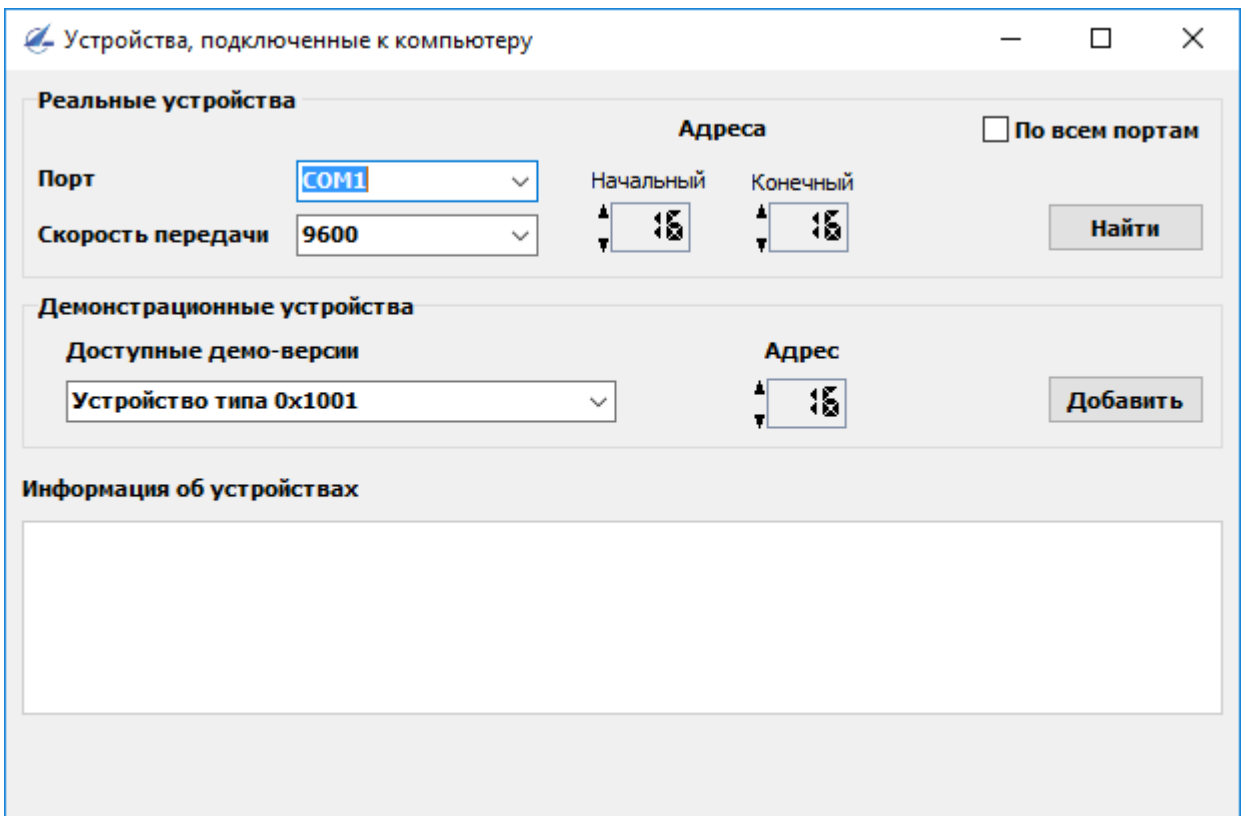 Устройства, подключенные к компьютеру
Реальные устройства
Адреса
По всем портам
Порт
COM1
Начальный
Конечный
Скорость передачи
9600
16
16
Найти
Демонстрационные устройства
Доступные демо-версии
Адрес
Устройство типа 0x1001
16
Добавить
Информация об устройствах